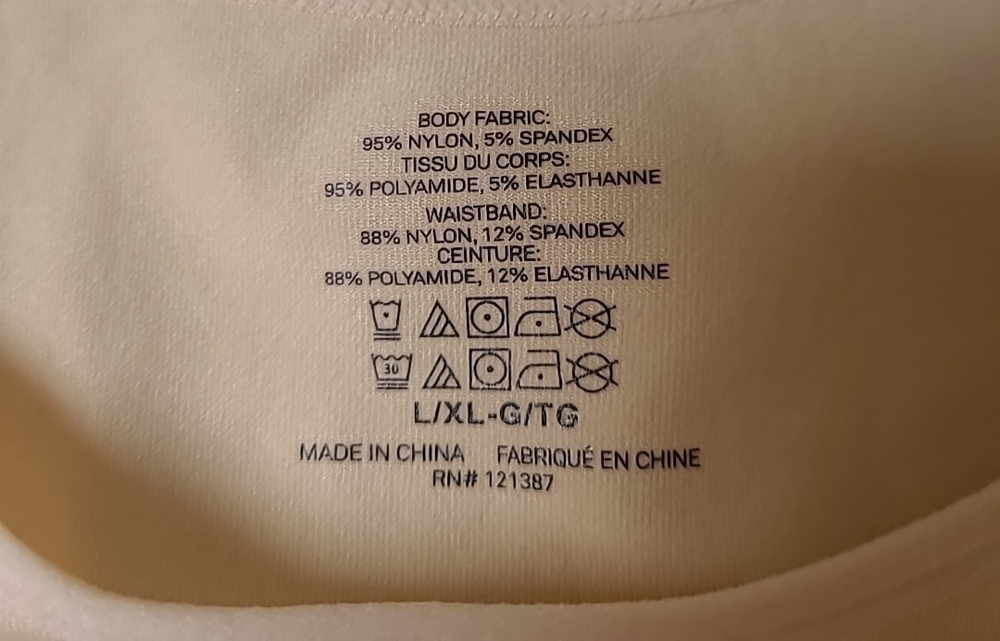 BODY FABRIC:
95% NYLON, 5% SPANDEX
TISSU DU CORPS:
95% POLYAMIDE, 5% ELASTHANNE
WAISTBAND:
88% NYLON, 12% SPANDEX
CEINTURE:
88% POLYAMIDE, 12% ELASTHANNE
30
L/XL-G/TG
MADE IN CHINA FABRIQUÉ EN CHINE
RN# 121387